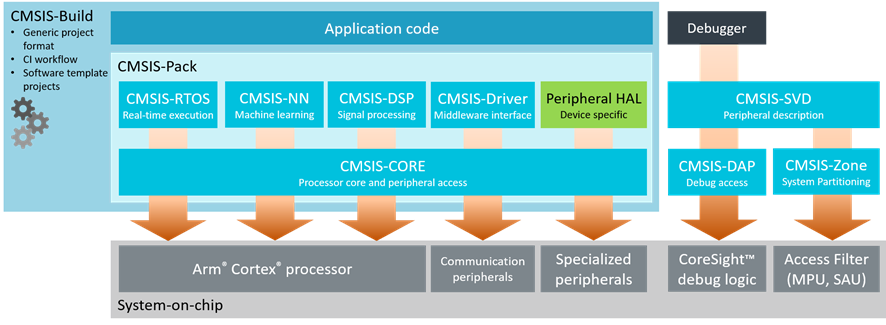 CMSIS-Build
• Generic project
format
• CI workflow
• Software template
projects
Application code
Debugger
CMSIS-Pack
CMSIS-RTOS
Real-time execution
CMSIS-NN
Machine learning
CMSIS-DSP
Signal processing
CMSIS-Driver
Middleware interface
Peripheral HAL
Device specific
CMSIS-SVD
Peripheral description
CMSIS-CORE
Processor core and peripheral access
CMSIS-DAP
Debug access
CMSIS-Zone
System Partitioning
Arm® Cortex® processor
Communication
peripherals
Specialized
peripherals
CoreSight™
debug logic
Access Filter
(MPU, SAU)
System-on-chip